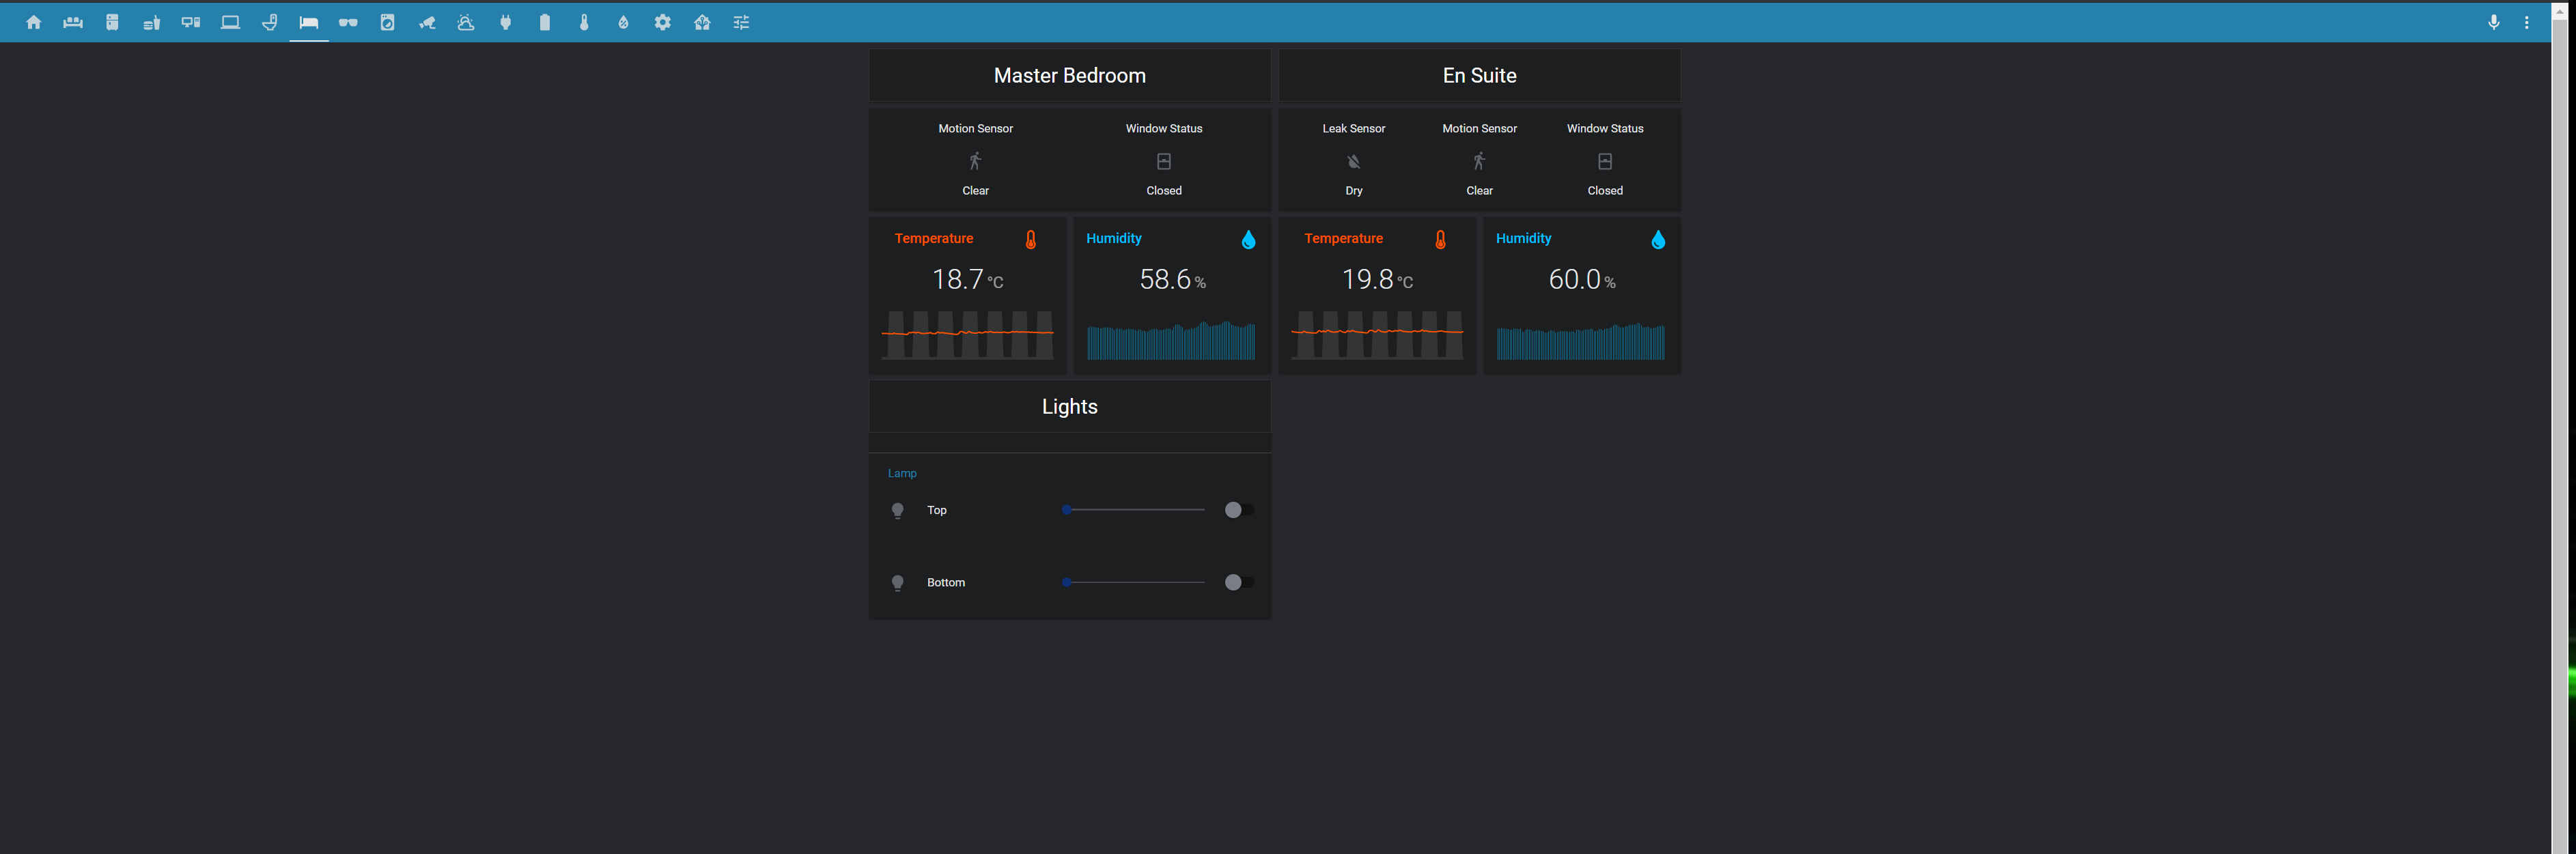 Master Bedroom
Motion Sensor Window Status
Clear Closed
Temperature Humidity
18.7 °C 58.6 %
Lights
Lamp
Top
Bottom
En Suite
Leak Sensor Motion Sensor Window Status
Dry Clear Closed
Temperature Humidity
19.8 °C 60.0 %